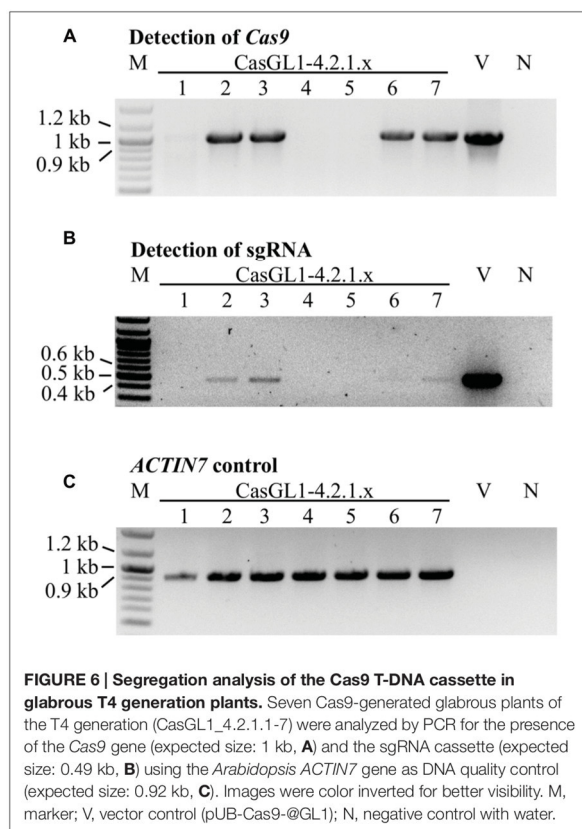 A
Detection of Cas9
M CasGL1-4.2.1.x V N
1 2 3 4 5 6 7
1.2 kb
1 kb
0.9 kb
B
Detection of sgRNA
M CasGL1-4.2.1.x V N
1 2 3 4 5 6 7
0.6 kb
0.5 kb
0.4 kb
ACTIN7 control
C
M CasGL1-4.2.1.x V N
1 2 3 4 5 6 7
1.2 kb
1 kb
0.9 kb
FIGURE 6 | Segregation analysis of the Cas9 T-DNA cassette in
glabrous T4 generation plants. Seven Cas9-generated glabrous plants of
the T4 generation (CasGL1_4.2.1.1-7) were analyzed by PCR for the presence
of the Cas9 gene (expected size: 1 kb, A) and the sgRNA cassette (expected
size: 0.49 kb, B) using the Arabidopsis ACTIN7 gene as DNA quality control
(expected size: 0.92 kb, C). Images were color inverted for better visibility. M,
marker; V, vector control (pUB-Cas9-@GL1); N, negative control with water.